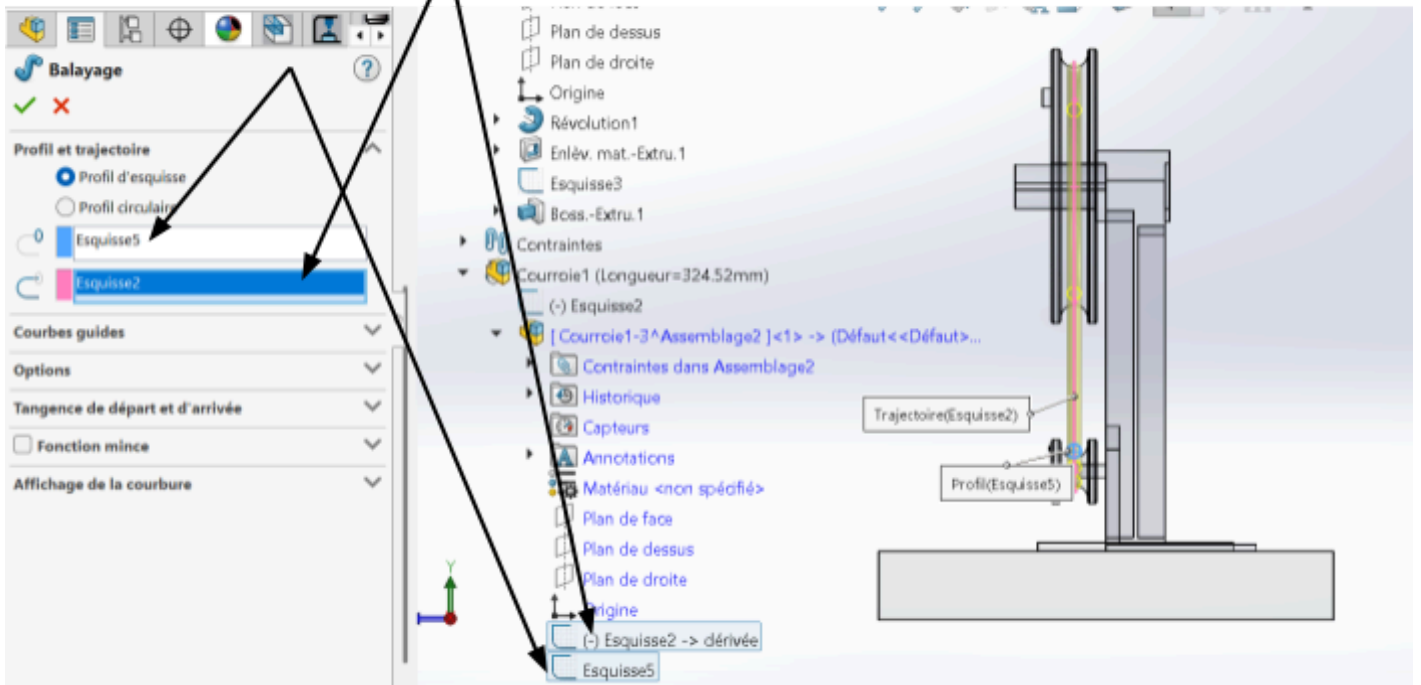 Balayage
?
Profil et trajectoire
Profil d'esquisse
Profil circulaire
Esquisse5
Esquisse2
Courbes guides
Options
Tangence de départ et d'arrivée
Fonction mince
Affichage de la courbure
Plan de dessus
Plan de droite
Origine
Révolution1
Enlèv. mat.-Extru.1
Esquisse3
Boss.-Extru.1
Contraintes
Courroie1 (Longueur=324.52mm)
(-) Esquisse2
[ Courroie1-3^Assemblage2 ]<1> -> (Défaut<<Défaut>...
Contraintes dans Assemblage2
Historique
Capteurs
Annotations
Matériau <non spécifié>
Plan de face
Plan de dessus
Plan de droite
Origine
(-) Esquisse2 -> dérivée
Esquisse5
Trajectoire(Esquisse2)
Profil(Esquisse5)
Y